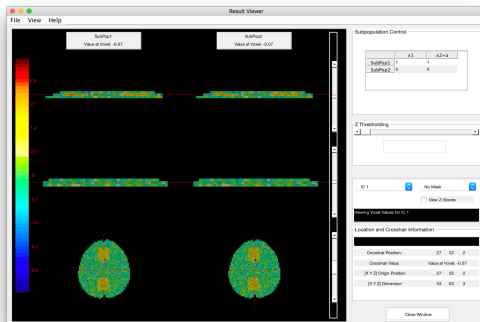 Result Viewer
File View Help
SubPop1
Value at Voxel: -0.07
SubPop2
Value at Voxel: -0.07
Subpopulation Control
x1 x2=a
SubPop1 1 1
SubPop2 0 0
Z Thresholding
IC 1
No Mask
View Z-Scores
Viewing Voxel Values for IC 1
Location and Crosshair Information
Crosshair Position: 27 32 2
Crosshair Value: Value at Voxel: -0.07
[X Y Z] Origin Position 27 32 2
[X Y Z] Dimension 53 63 3
Close Window